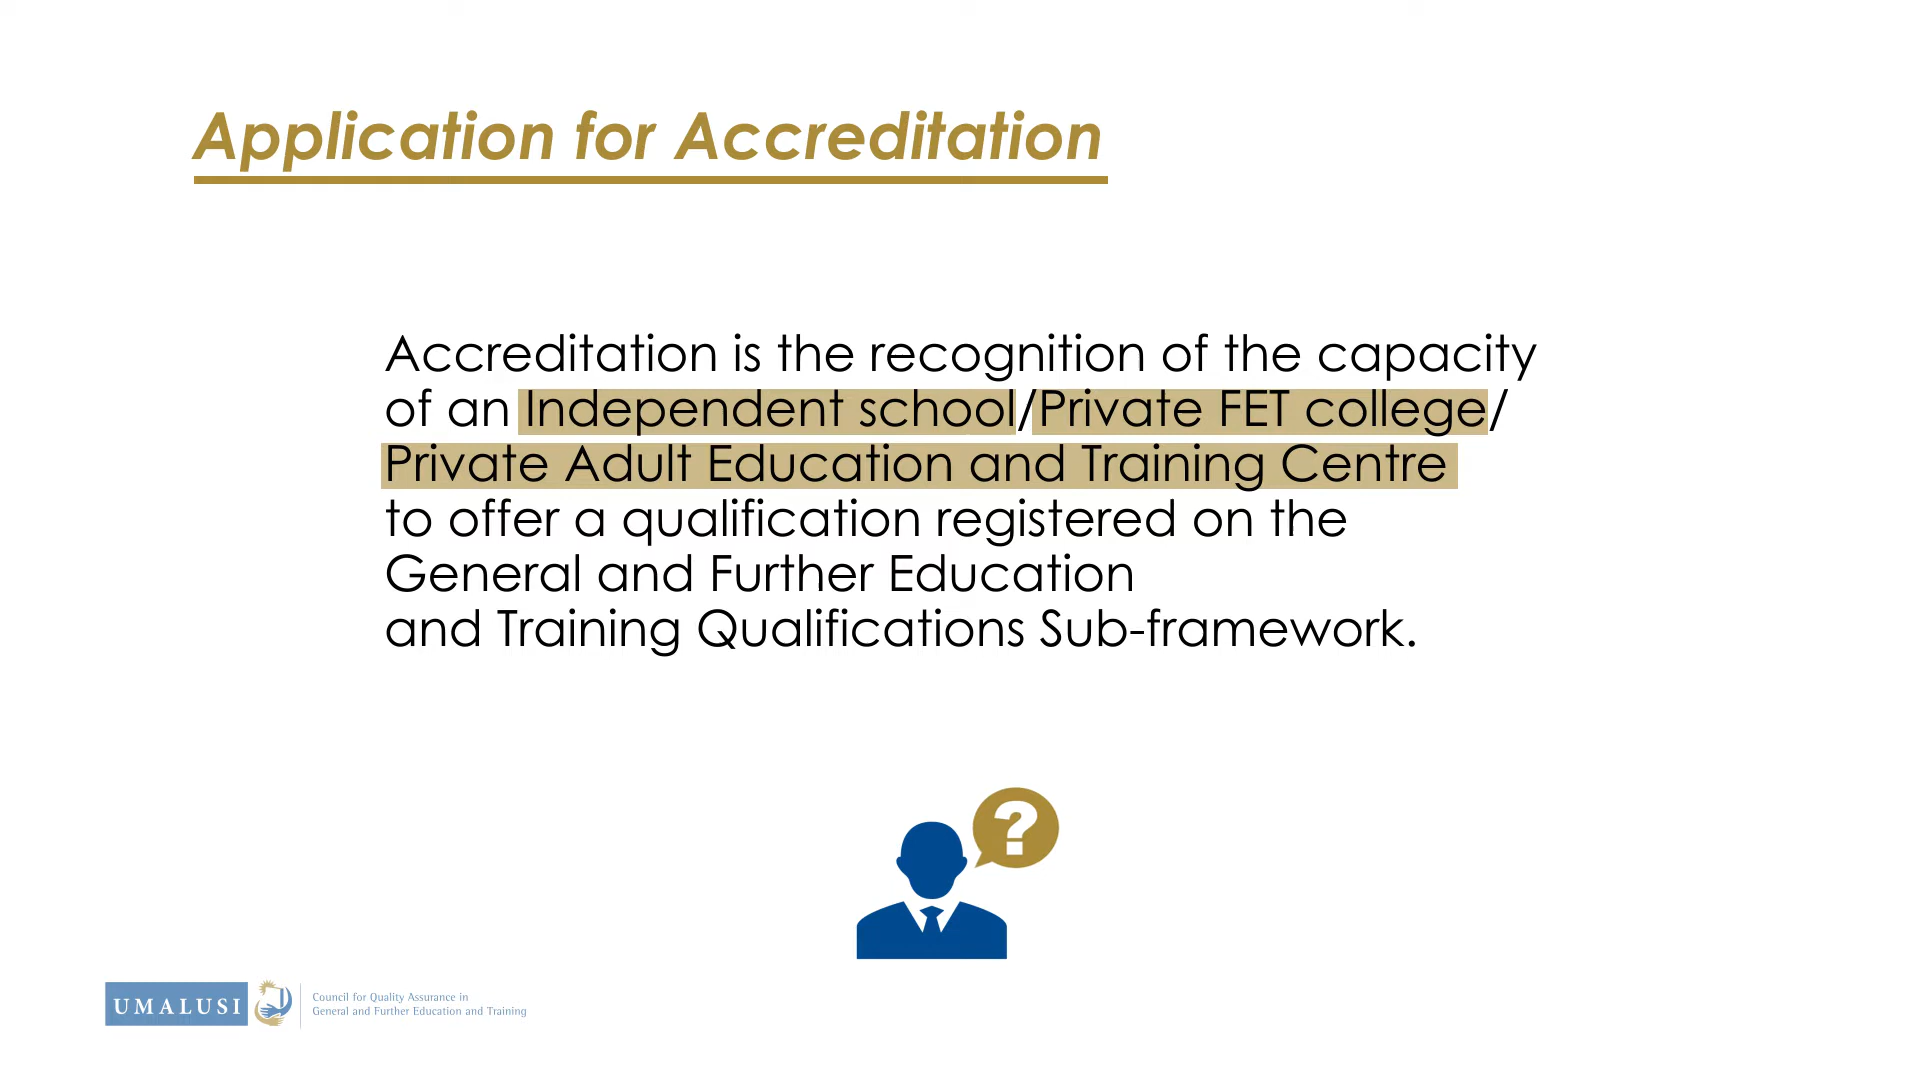 Application for Accreditation
Accreditation is the recognition of the capacity
of an Independent school/Private FET college/
Private Adult Education and Training Centre
to offer a qualification registered on the
General and Further Education
and Training Qualifications Sub-framework.
?
UMALUSI
Council for Quality Assurance in
General and Further Education and Training